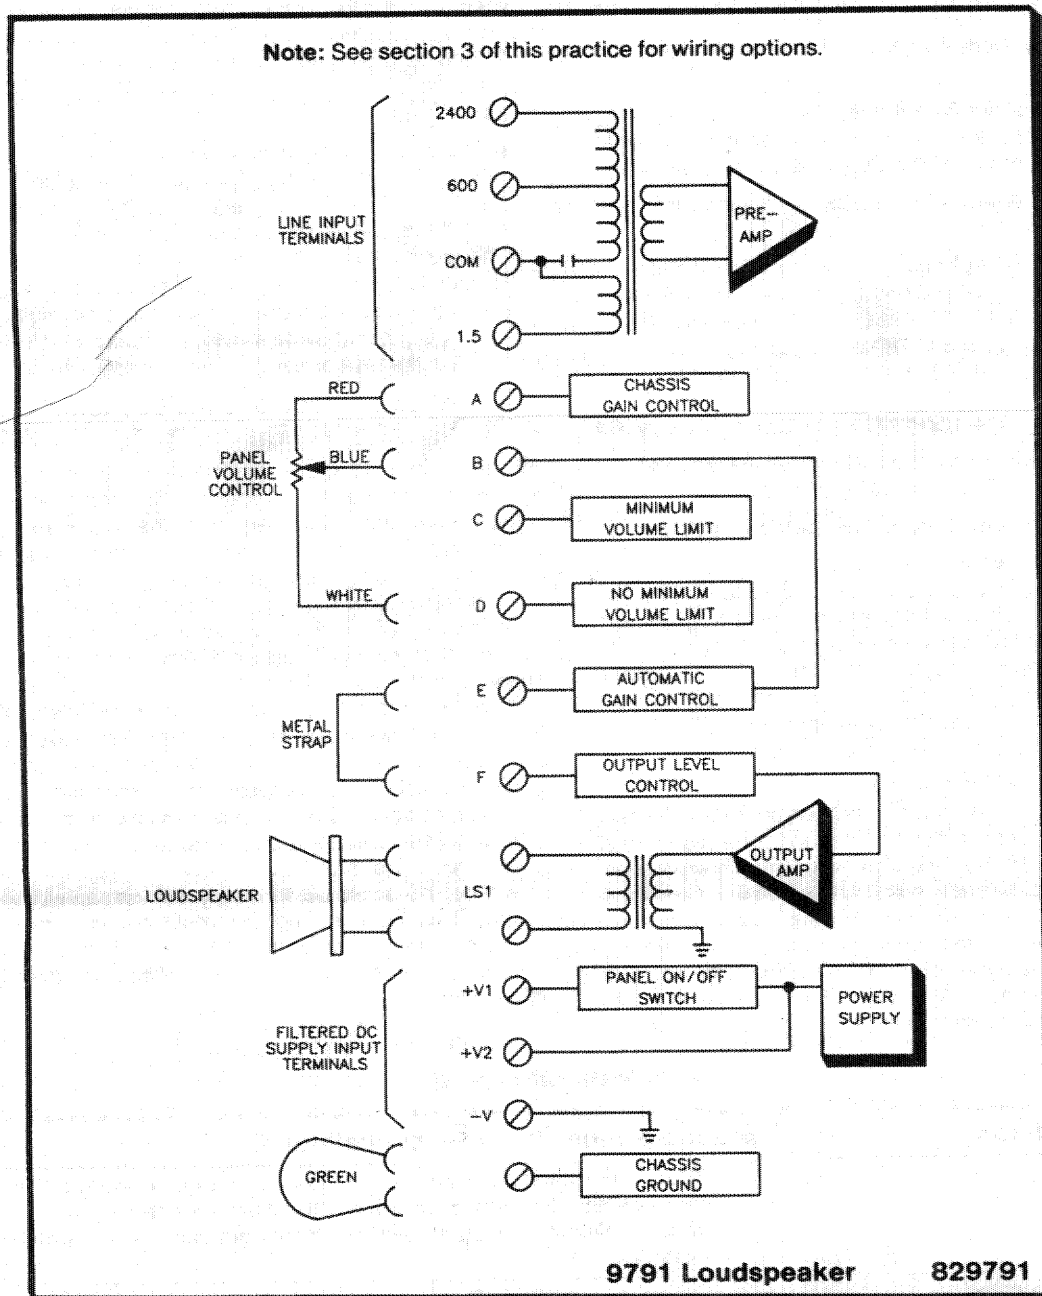 Note: See section 3 of this practice for wiring options.
2400
600
LINE INPUT
TERMINALS
COM
1.5
PRE-
AMP
RED
A
CHASSIS
GAIN CONTROL
PANEL
VOLUME
CONTROL
BLUE
B
C
MINIMUM
VOLUME LIMIT
WHITE
D
NO MINIMUM
VOLUME LIMIT
E
AUTOMATIC
GAIN CONTROL
METAL
STRAP
F
OUTPUT LEVEL
CONTROL
OUTPUT
AMP
LOUDSPEAKER
LS1
+V1
PANEL ON/OFF
SWITCH
POWER
SUPPLY
FILTERED DC
SUPPLY INPUT
TERMINALS
+V2
-V
GREEN
CHASSIS
GROUND
9791 Loudspeaker 829791